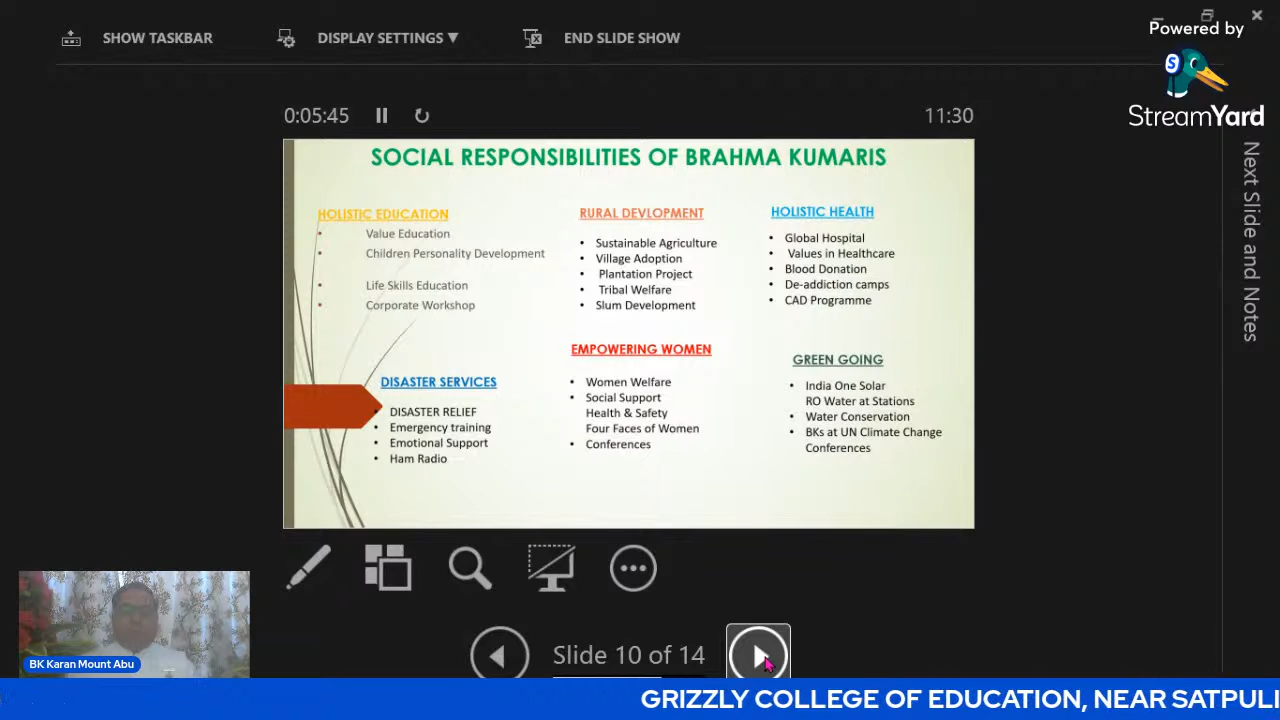 SHOW TASKBAR
DISPLAY SETTINGS ▼
END SLIDE SHOW
Powered by
S
StreamYard
0:05:45
11:30
Next Slide and Notes
SOCIAL RESPONSIBILITIES OF BRAHMA KUMARIS
HOLISTIC EDUCATION
• Value Education
• Children Personality Development
• Life Skills Education
• Corporate Workshop
RURAL DEVLOPMENT
• Sustainable Agriculture
• Village Adoption
• Plantation Project
• Tribal Welfare
• Slum Development
HOLISTIC HEALTH
• Global Hospital
• Values in Healthcare
• Blood Donation
• De-addiction camps
• CAD Programme
DISASTER SERVICES
• DISASTER RELIEF
• Emergency training
• Emotional Support
• Ham Radio
EMPOWERING WOMEN
• Women Welfare
• Social Support
Health & Safety
Four Faces of Women
• Conferences
GREEN GOING
• India One Solar
RO Water at Stations
• Water Conservation
• BKs at UN Climate Change
Conferences
Slide 10 of 14
BK Karan Mount Abu
GRIZZLY COLLEGE OF EDUCATION, NEAR SATPULI